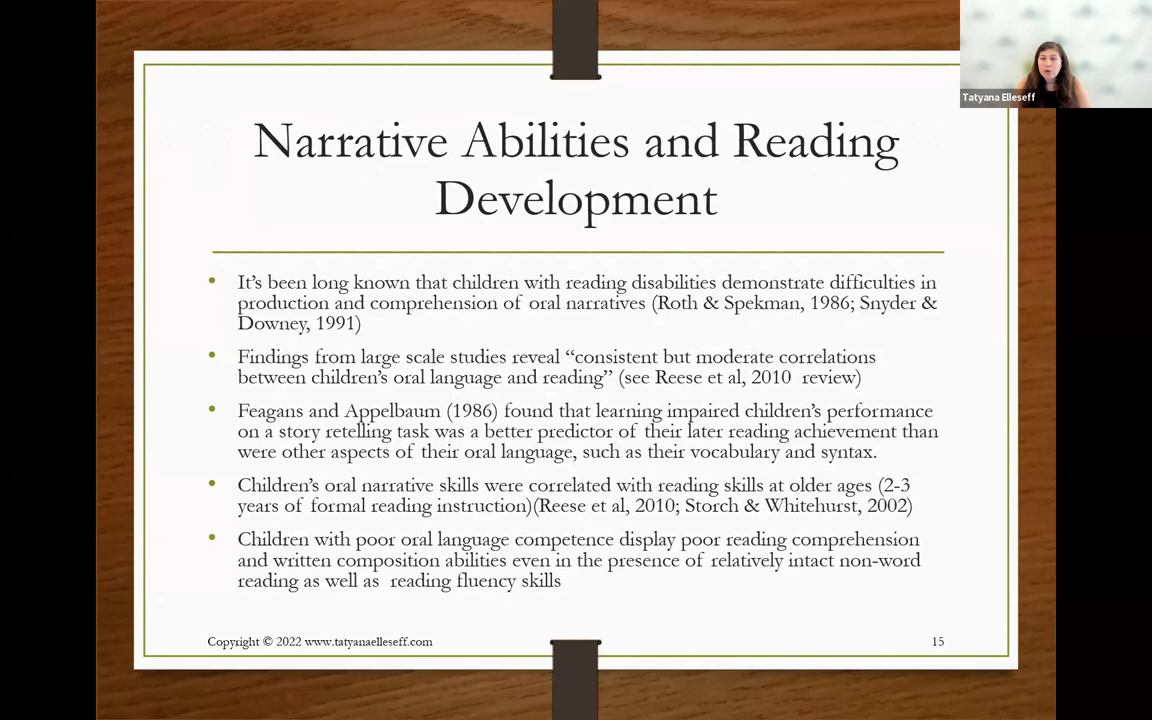 Tatyana Elleseff
Narrative Abilities and Reading
Development
• It’s been long known that children with reading disabilities demonstrate difficulties in
production and comprehension of oral narratives (Roth & Spekman, 1986; Snyder &
Downey, 1991)
• Findings from large scale studies reveal “consistent but moderate correlations
between children’s oral language and reading” (see Reese et al, 2010 review)
• Feagans and Appelbaum (1986) found that learning impaired children’s performance
on a story retelling task was a better predictor of their later reading achievement than
were other aspects of their oral language, such as their vocabulary and syntax.
• Children’s oral narrative skills were correlated with reading skills at older ages (2-3
years of formal reading instruction)(Reese et al, 2010; Storch & Whitehurst, 2002)
• Children with poor oral language competence display poor reading comprehension
and written composition abilities even in the presence of relatively intact non-word
reading as well as reading fluency skills
Copyright © 2022 www.tatyanaelleseff.com 15